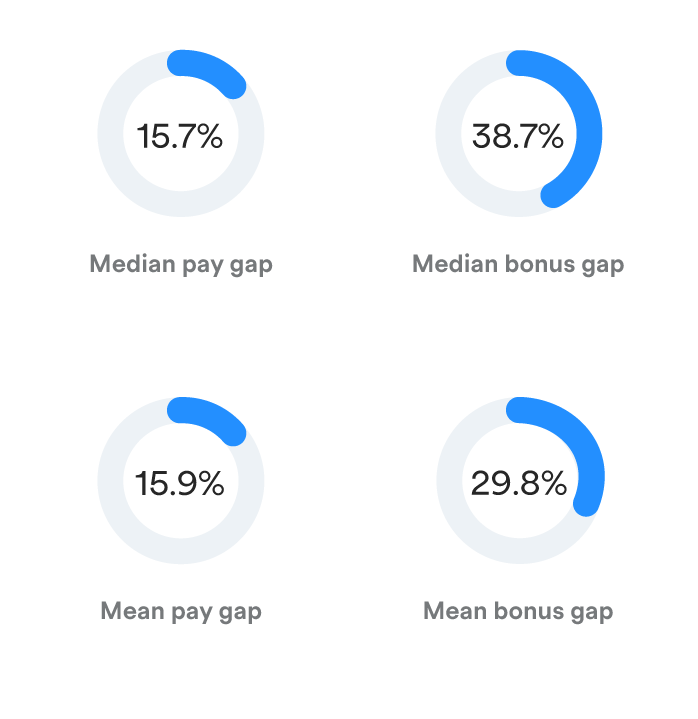 15.7%
38.7%
Median pay gap
Median bonus gap
15.9%
29.8%
Mean pay gap
Mean bonus gap